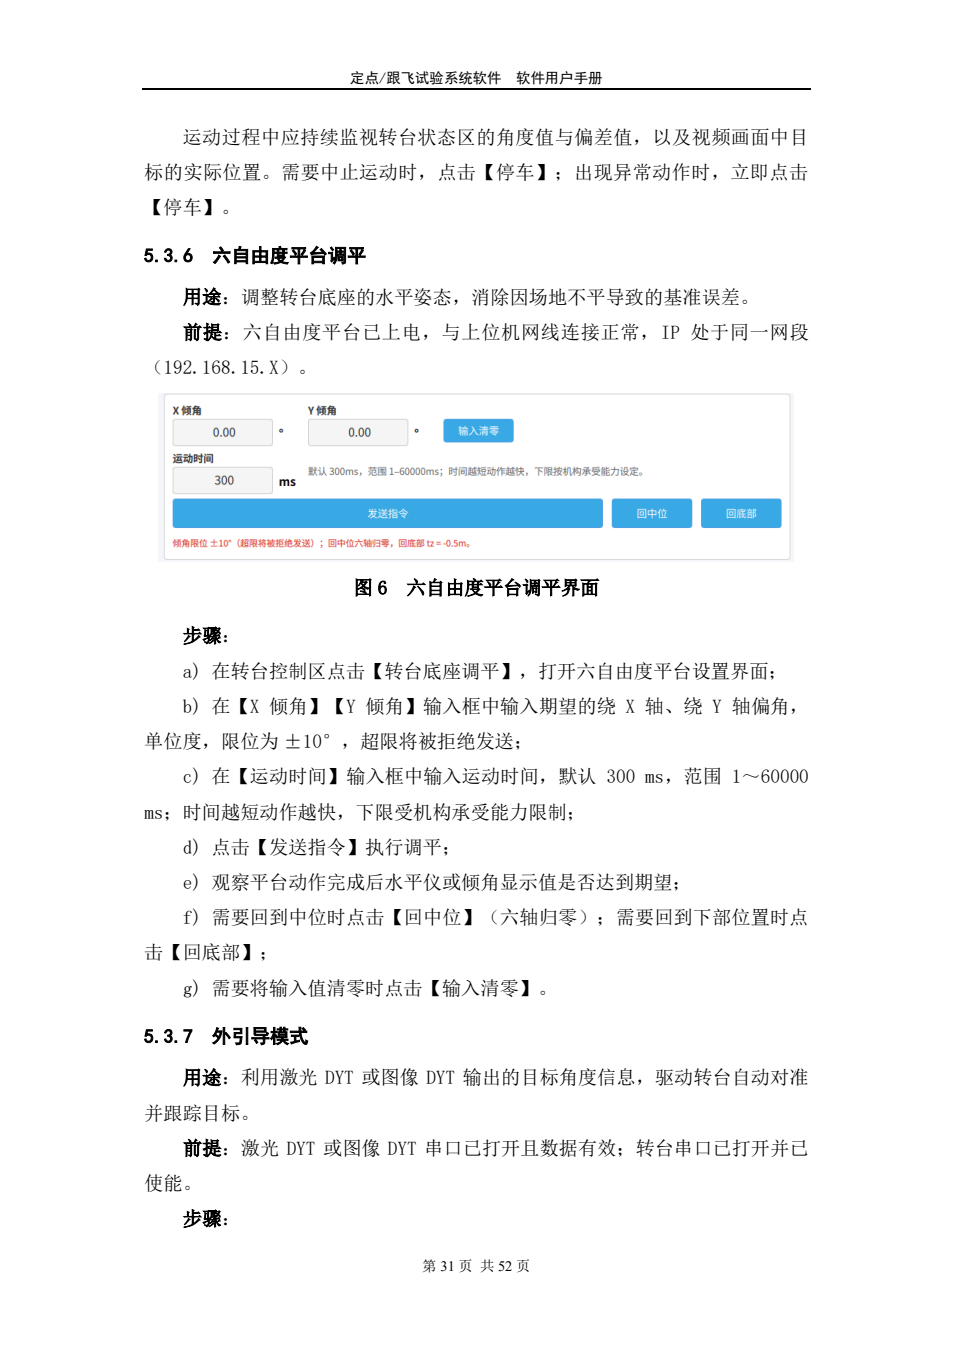 定点/跟飞试验系统软件　软件用户手册
运动过程中应持续监视转台状态区的角度值与偏差值，以及视频画面中目
标的实际位置。需要中止运动时，点击【停车】；出现异常动作时，立即点击
【停车】。
5.3.6　六自由度平台调平
用途：调整转台底座的水平姿态，消除因场地不平导致的基准误差。
前提：六自由度平台已上电，与上位机网线连接正常，IP 处于同一网段
（192.168.15.X）。
X 倾角　Y 倾角
0.00 °　0.00 °　输入清零
运动时间
300 ms　默认 300ms，范围 1–60000ms；时间越短动作越快，下限按机构承受能力设定。
发送指令　回中位　回底部
倾角限位 ±10°（超限将被拒绝发送）；回中位六轴归零，回底部 tz = -0.5m。
图 6　六自由度平台调平界面
步骤：
a) 在转台控制区点击【转台底座调平】，打开六自由度平台设置界面；
b) 在【X 倾角】【Y 倾角】输入框中输入期望的绕 X 轴、绕 Y 轴偏角，
单位度，限位为 ±10°，超限将被拒绝发送；
c) 在【运动时间】输入框中输入运动时间，默认 300 ms，范围 1～60000
ms；时间越短动作越快，下限受机构承受能力限制；
d) 点击【发送指令】执行调平；
e) 观察平台动作完成后水平仪或倾角显示值是否达到期望；
f) 需要回到中位时点击【回中位】（六轴归零）；需要回到下部位置时点
击【回底部】；
g) 需要将输入值清零时点击【输入清零】。
5.3.7　外引导模式
用途：利用激光 DYT 或图像 DYT 输出的目标角度信息，驱动转台自动对准
并跟踪目标。
前提：激光 DYT 或图像 DYT 串口已打开且数据有效；转台串口已打开并已
使能。
步骤：
第 31 页 共 52 页